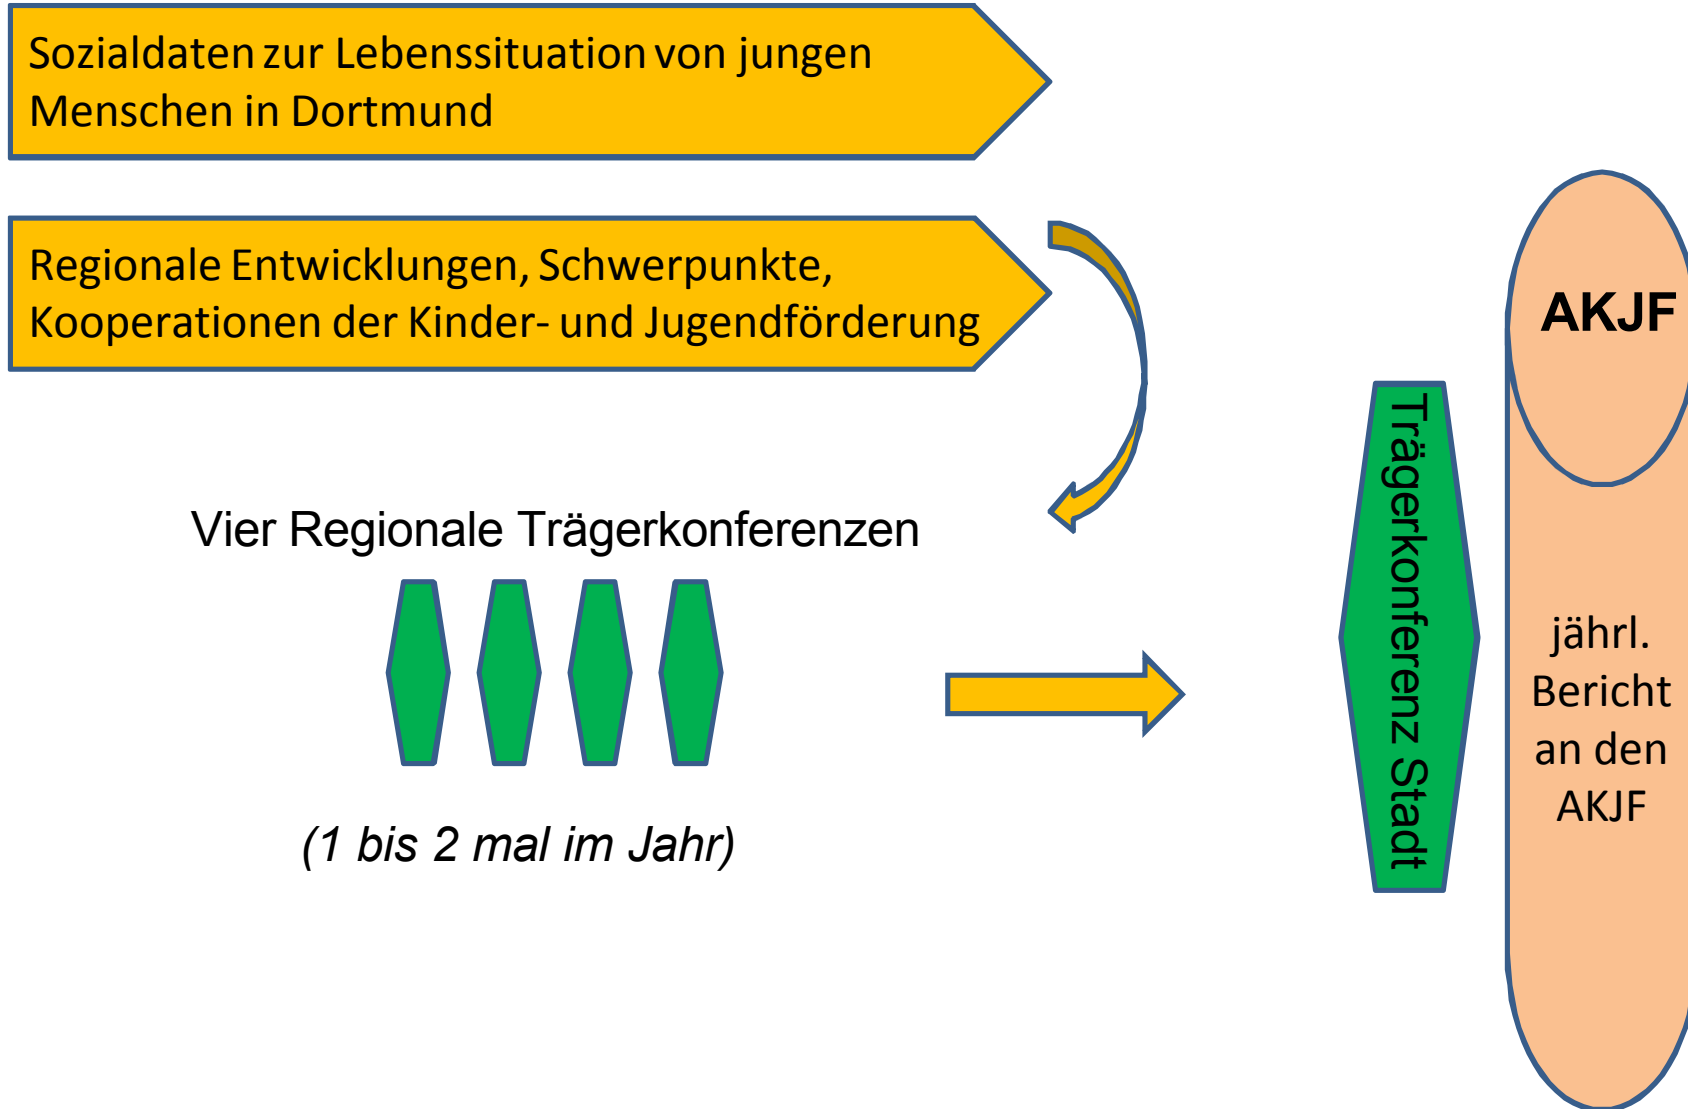 Sozialdaten zur Lebenssituation von jungen
Menschen in Dortmund
Regionale Entwicklungen, Schwerpunkte,
Kooperationen der Kinder- und Jugendförderung
Vier Regionale Trägerkonferenzen
(1 bis 2 mal im Jahr)
Trägerkonferenz Stadt
AKJF
jährl.
Bericht
an den
AKJF